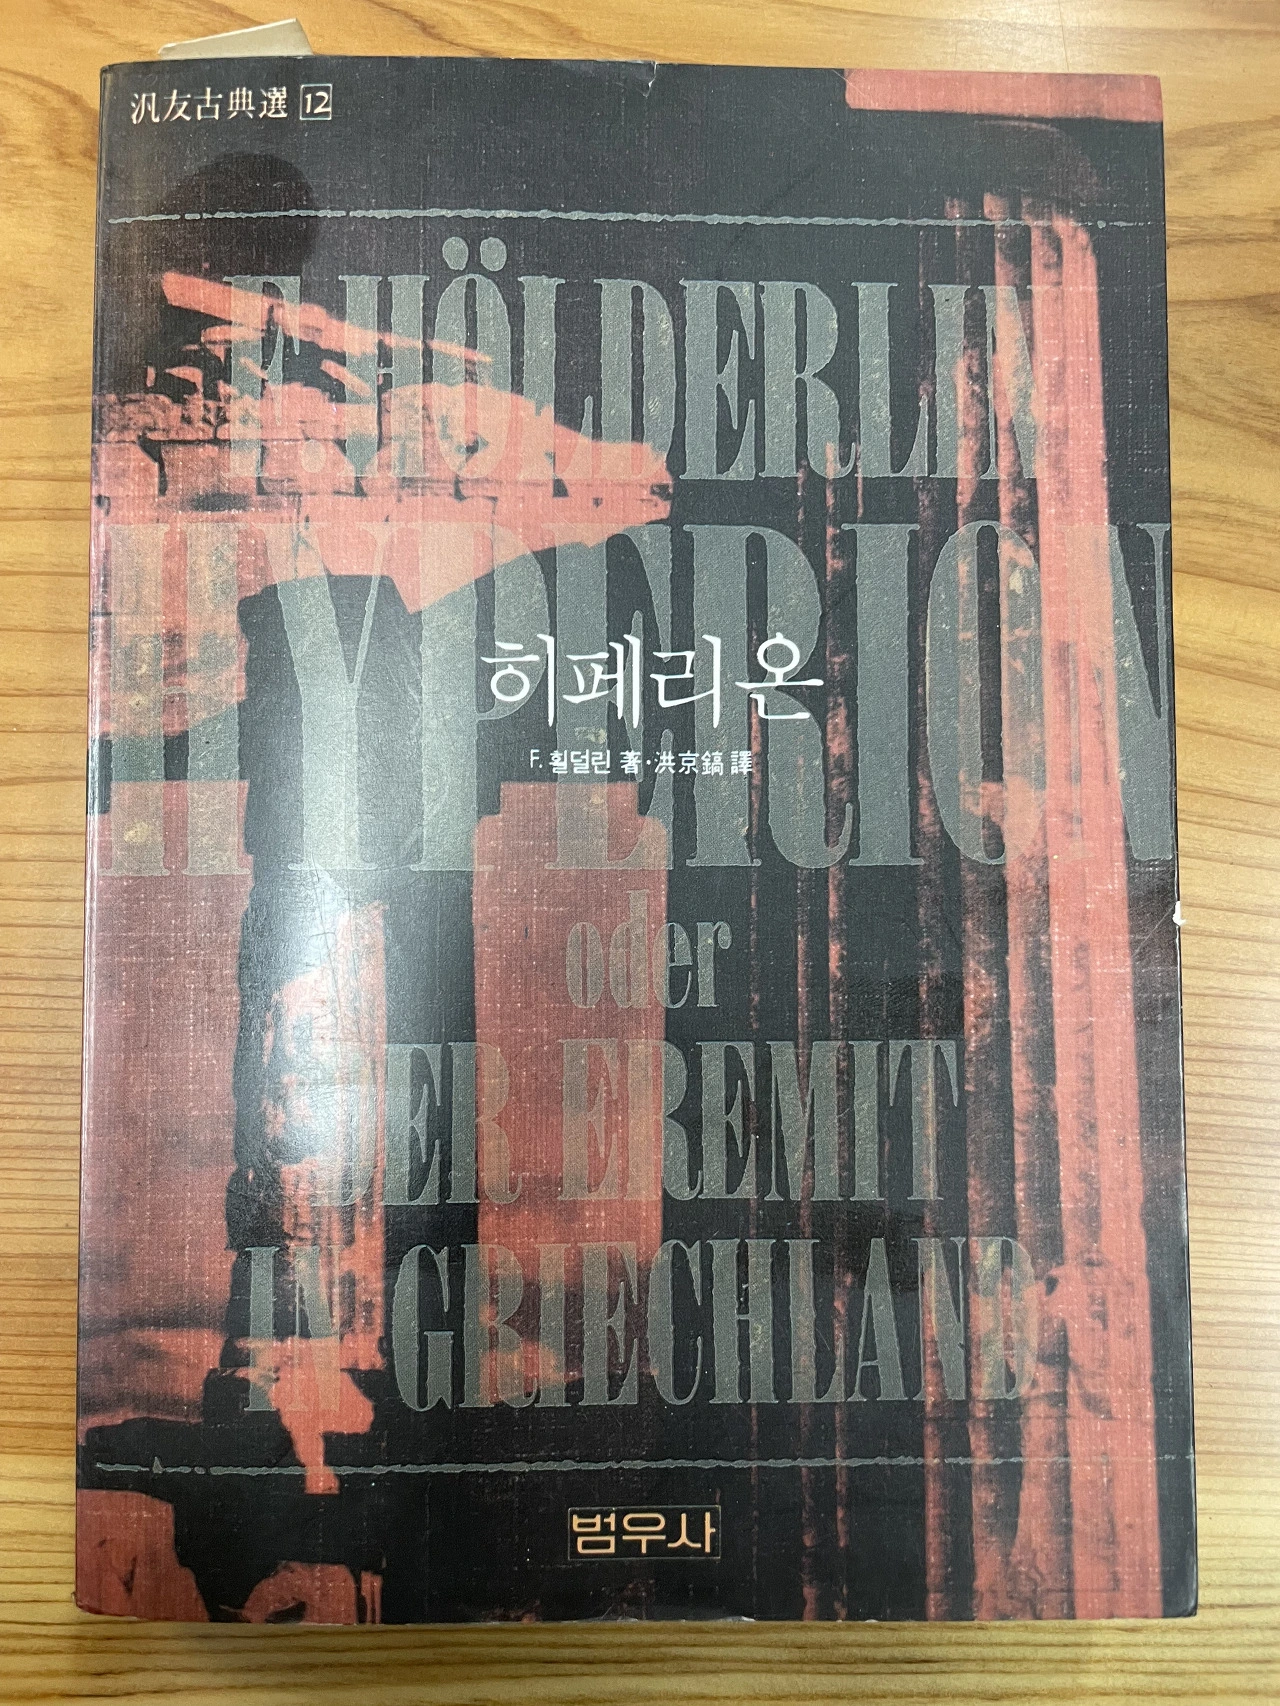 汎友古典選 12
F. HÖLDERLIN
HYPERION
히페리온
F. 횔덜린 著·洪京鎬 譯
oder
DER EREMIT
IN GRIECHLAND
범우사